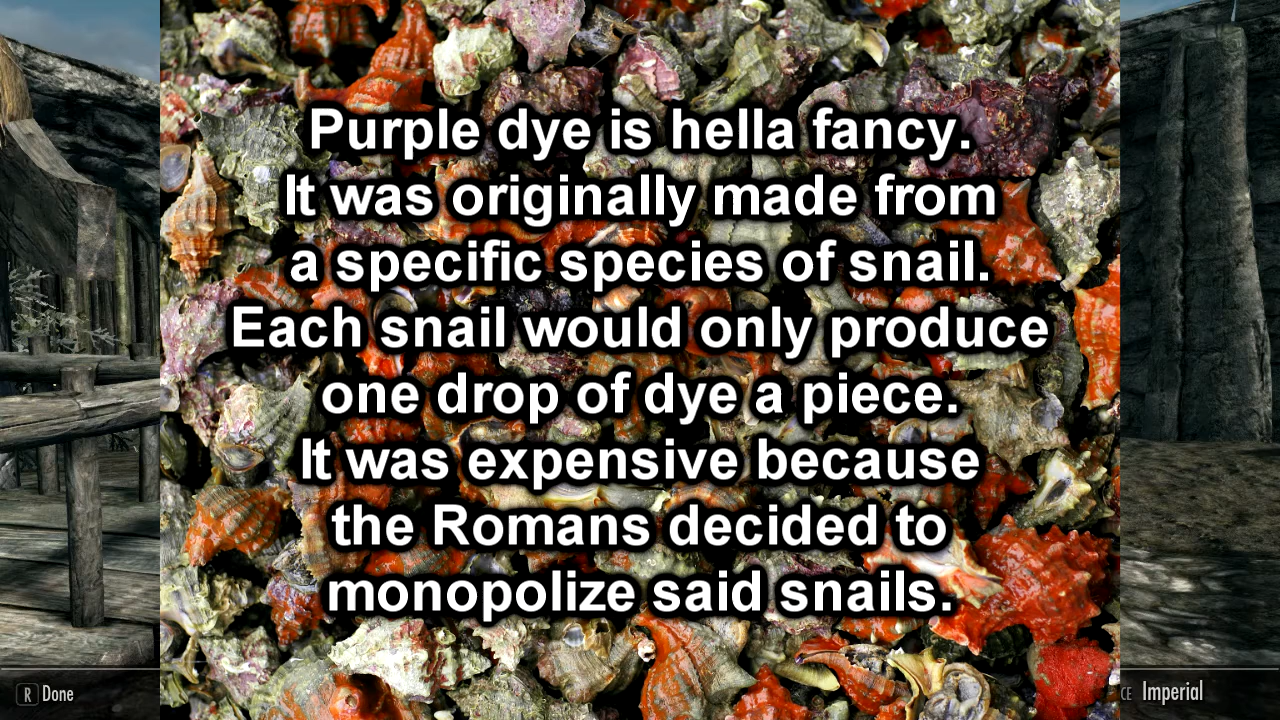 Purple dye is hella fancy.
It was originally made from
a specific species of snail.
Each snail would only produce
one drop of dye a piece.
It was expensive because
the Romans decided to
monopolize said snails.
R Done
CE Imperial